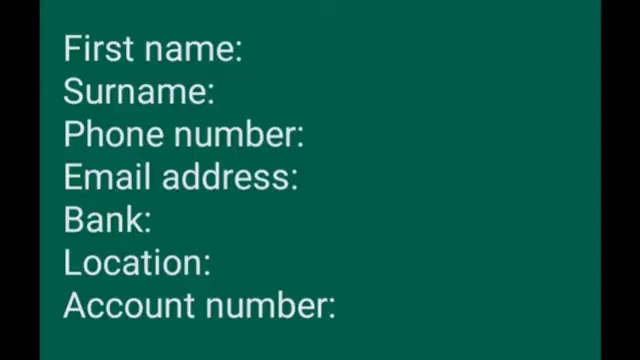 First name:
Surname:
Phone number:
Email address:
Bank:
Location:
Account number: